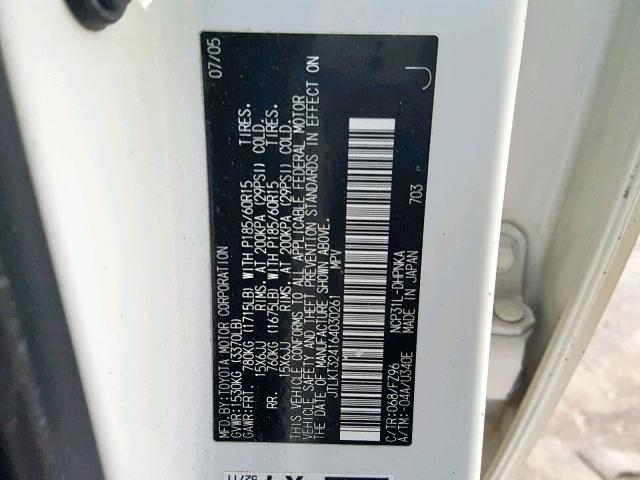 MFD.BY:TOYOTA MOTOR CORPORATION 07/05
GVWR:1530KG (3370LB)
GAWR:FRT. 780KG (1715LB) WITH P185/60R15 TIRES.
15X6JJ RIMS, AT 200KPA (29PSI) COLD.
RR. 760KG (1675LB) WITH P185/60R15 TIRES.
15X6JJ RIMS, AT 200KPA (29PSI) COLD.
THIS VEHICLE CONFORMS TO ALL APPLICABLE FEDERAL MOTOR
VEHICLE SAFETY AND THEFT PREVENTION STANDARDS IN EFFECT ON
THE DATE OF MANUFACTURE SHOWN ABOVE.
JTLKT324164030261 MPV
J
C/TR:068/FZ96 NCP31L-DHPNKA
A/TM:-04A/U340E MADE IN JAPAN
703